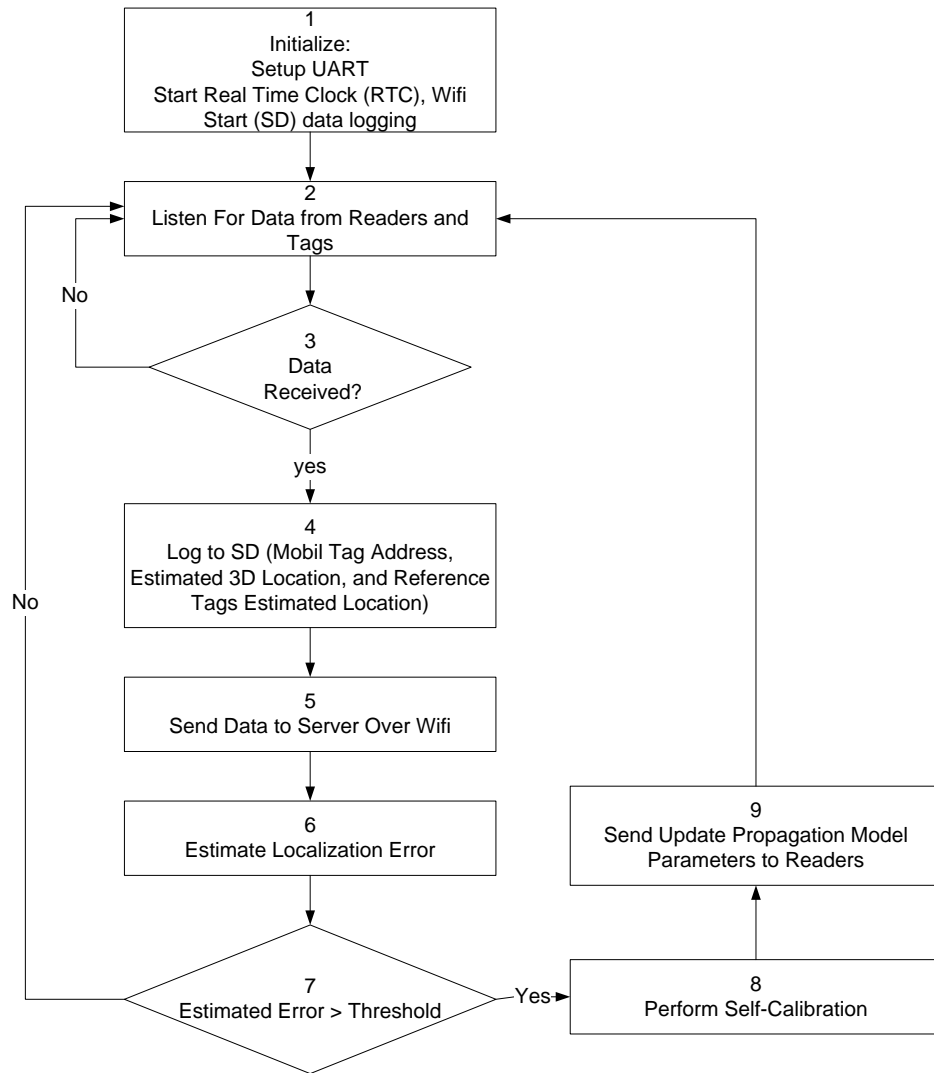 1
Initialize:
Setup UART
Start Real Time Clock (RTC), Wifi
Start (SD) data logging
2
Listen For Data from Readers and
Tags
No
3
Data
Received?
yes
4
Log to SD (Mobil Tag Address,
Estimated 3D Location, and Reference
Tags Estimated Location)
No
5
Send Data to Server Over Wifi
6
Estimate Localization Error
9
Send Update Propagation Model
Parameters to Readers
7
Estimated Error > Threshold
Yes
8
Perform Self-Calibration